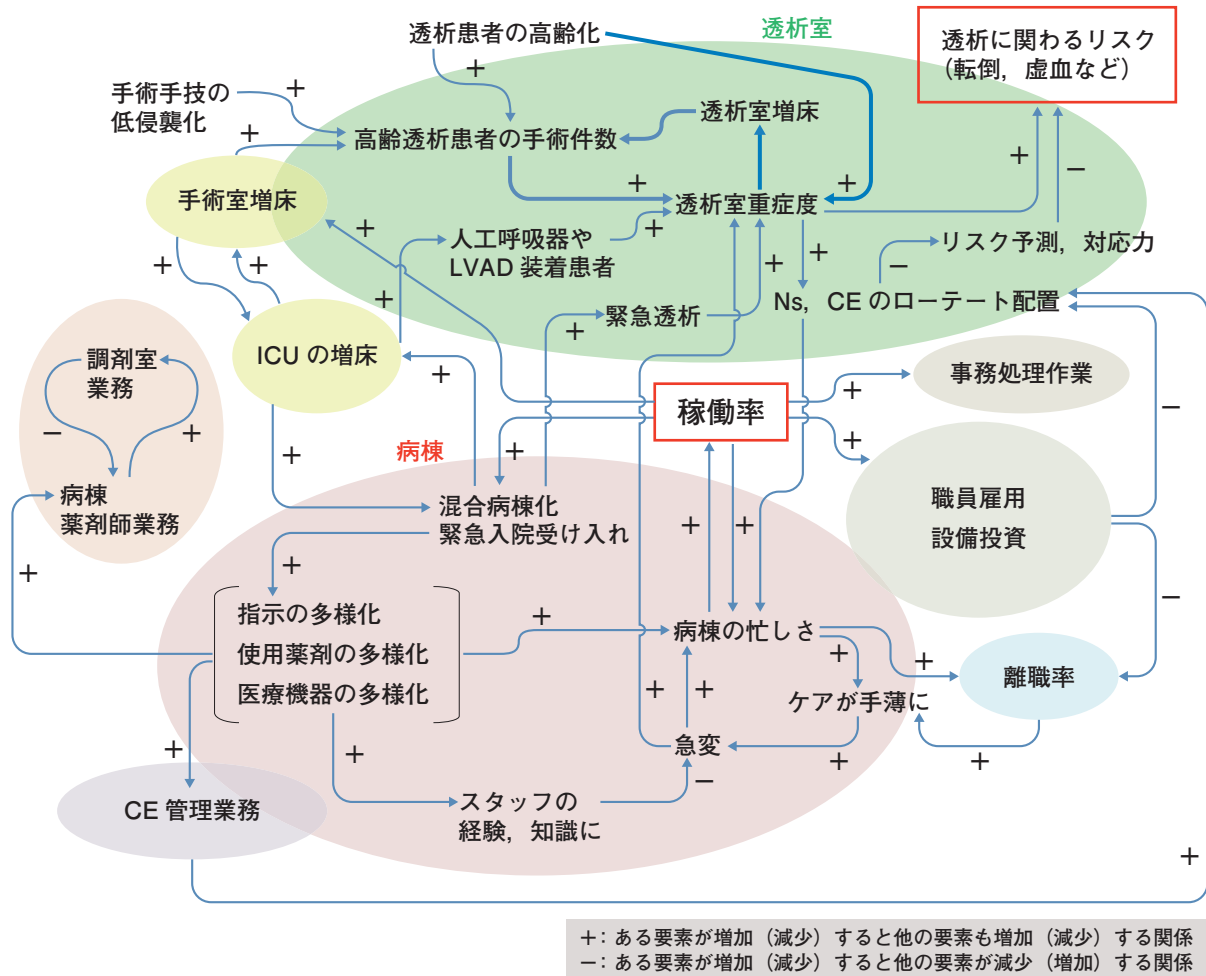 透析患者の高齢化
透析室
透析に関わるリスク
（転倒，虚血など）
＋
手術手技の
低侵襲化
＋
透析室増床
＋
高齢透析患者の手術件数
＋
−
手術室増床
＋
＋
透析室重症度
＋
人工呼吸器や
LVAD 装着患者
＋
リスク予測，対応力
＋
＋
＋
＋
−
＋
緊急透析
Ns，CE のローテート配置
＋
ICU の増床
＋
調剤室
業務
事務処理作業
＋
稼働率
−
−
＋
＋
病棟
＋
＋
病棟
薬剤師業務
混合病棟化
緊急入院受け入れ
職員雇用
設備投資
＋
＋
＋
＋
−
指示の多様化
使用薬剤の多様化
医療機器の多様化
＋
病棟の忙しさ
＋
＋
離職率
＋
＋
ケアが手薄に
＋
＋
急変
＋
＋
−
CE 管理業務
スタッフの
経験，知識に
＋
＋：ある要素が増加（減少）すると他の要素も増加（減少）する関係
−：ある要素が増加（減少）すると他の要素が減少（増加）する関係